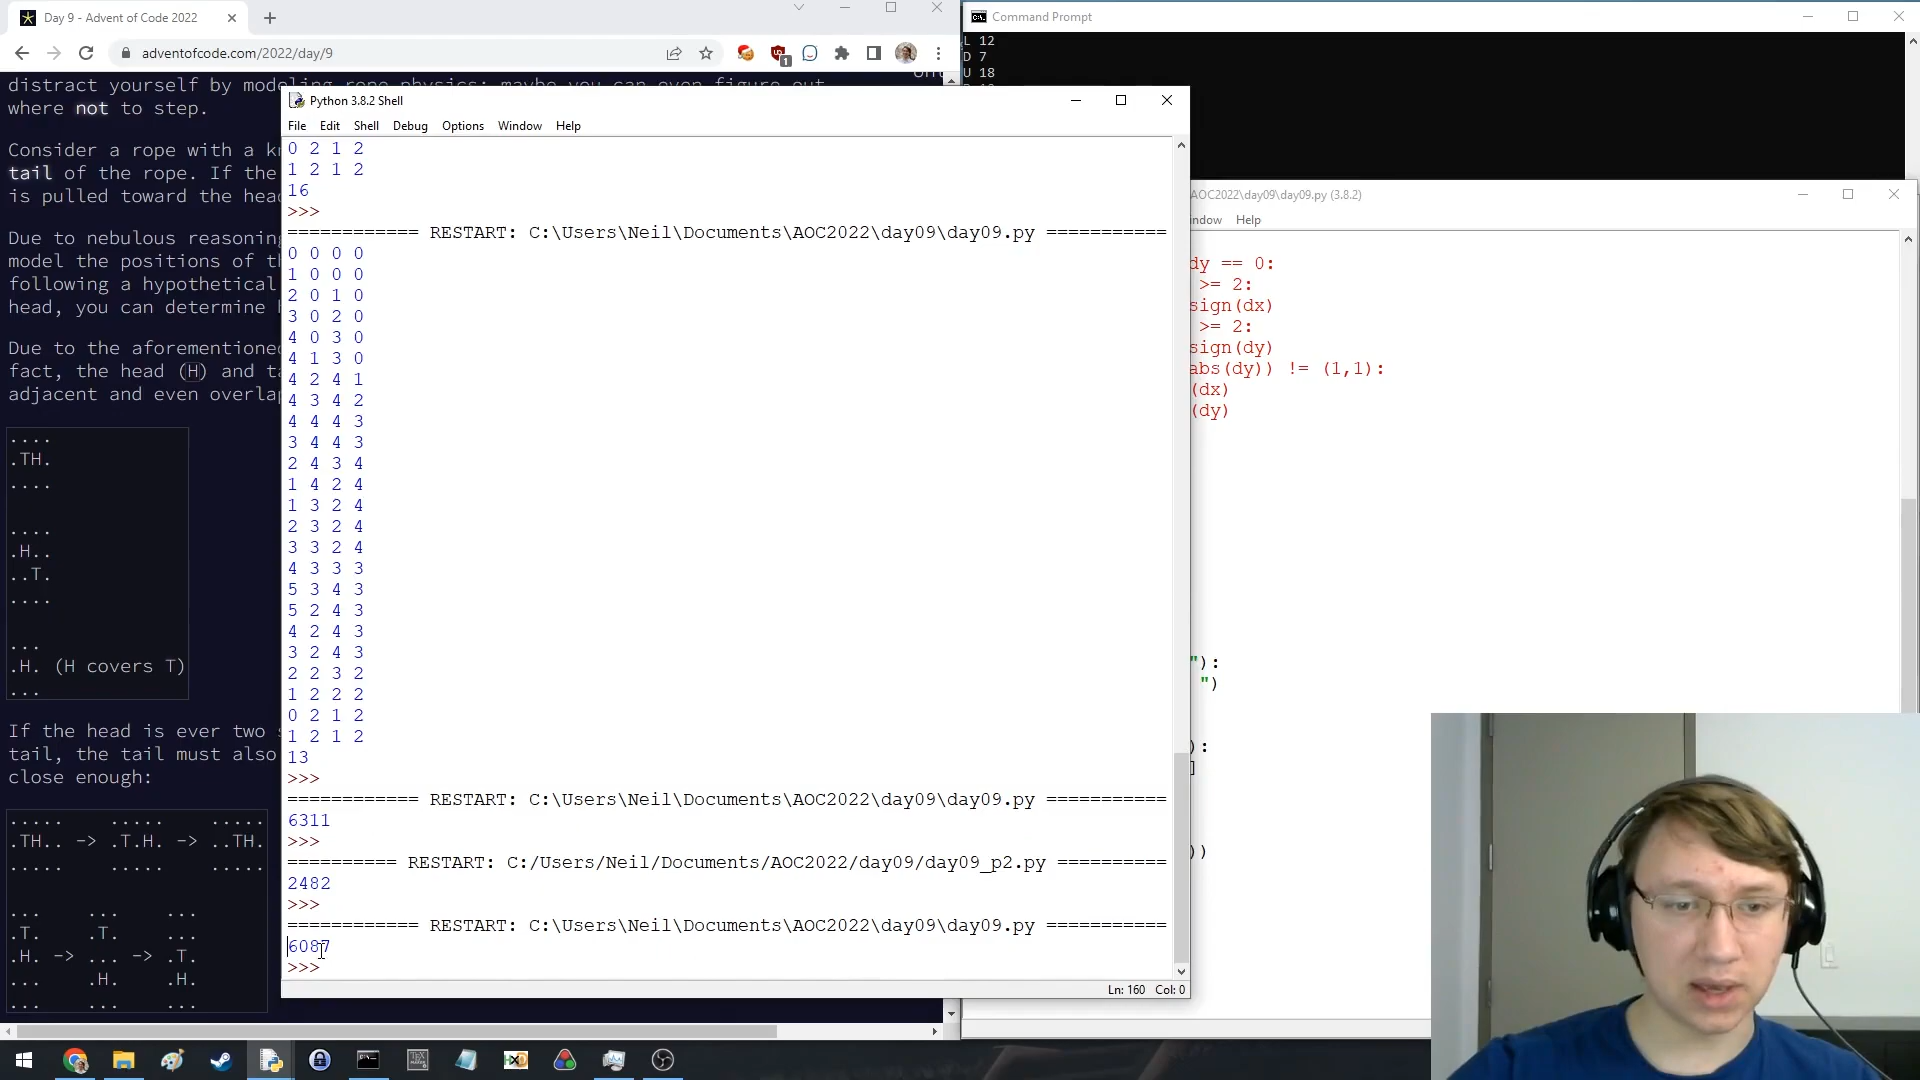 Day 9 - Advent of Code 2022
adventofcode.com/2022/day/9
distract yourself by modeling rope physics; maybe you can even figure out
where not to step.
Consider a rope with a kn
tail of the rope. If the
is pulled toward the head
Due to nebulous reasoning
model the positions of th
following a hypothetical
head, you can determine h
Due to the aforementioned
fact, the head (H) and ta
adjacent and even overlap
....
.TH.
....
....
.H..
..T.
....
...
.H. (H covers T)
...
If the head is ever two s
tail, the tail must also
close enough:
..... ..... .....
.TH.. -> .T.H. -> ..TH.
..... ..... .....
... ... ...
.T. .T. ...
.H. -> ... -> .T.
... .H. .H.
... ... ...
Python 3.8.2 Shell
File Edit Shell Debug Options Window Help
0 2 1 2
1 2 1 2
16
>>>
============ RESTART: C:\Users\Neil\Documents\AOC2022\day09\day09.py ===========
0 0 0 0
1 0 0 0
2 0 1 0
3 0 2 0
4 0 3 0
4 1 3 0
4 2 4 1
4 3 4 2
4 4 4 3
3 4 4 3
2 4 3 4
1 4 2 4
1 3 2 4
2 3 2 4
3 3 2 4
4 3 3 3
5 3 4 3
5 2 4 3
4 2 4 3
3 2 4 3
2 2 3 2
1 2 2 2
0 2 1 2
1 2 1 2
13
>>>
============ RESTART: C:\Users\Neil\Documents\AOC2022\day09\day09.py ===========
6311
>>>
========== RESTART: C:/Users/Neil/Documents/AOC2022/day09/day09_p2.py ==========
2482
>>>
============ RESTART: C:\Users\Neil\Documents\AOC2022\day09\day09.py ===========
6087
>>>
Ln: 160 Col: 0
Command Prompt
L 12
D 7
U 18
AOC2022\day09\day09.py (3.8.2)
indow Help
dy == 0:
>= 2:
sign(dx)
>= 2:
sign(dy)
abs(dy)) != (1,1):
(dx)
(dy)
"):
")
):
]
))